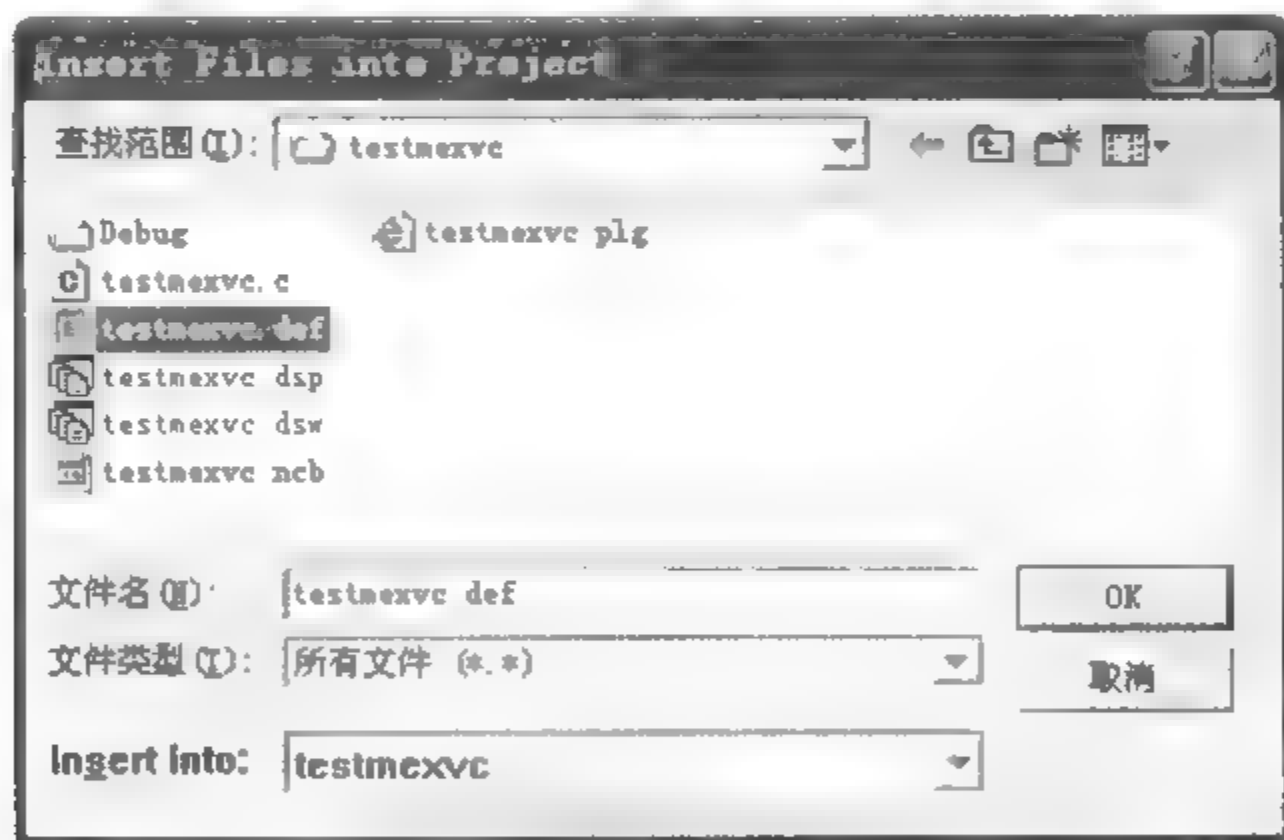 Insert Files into Project
查找范围(I): testmexvc
Debug testmexvc plg
testmexvc.c
testmexvc.def
testmexvc dsp
testmexvc dsw
testmexvc ncb
文件名(N): testmexvc def OK
文件类型(T): 所有文件 (*.*) 取消
Insert Into: testmexvc